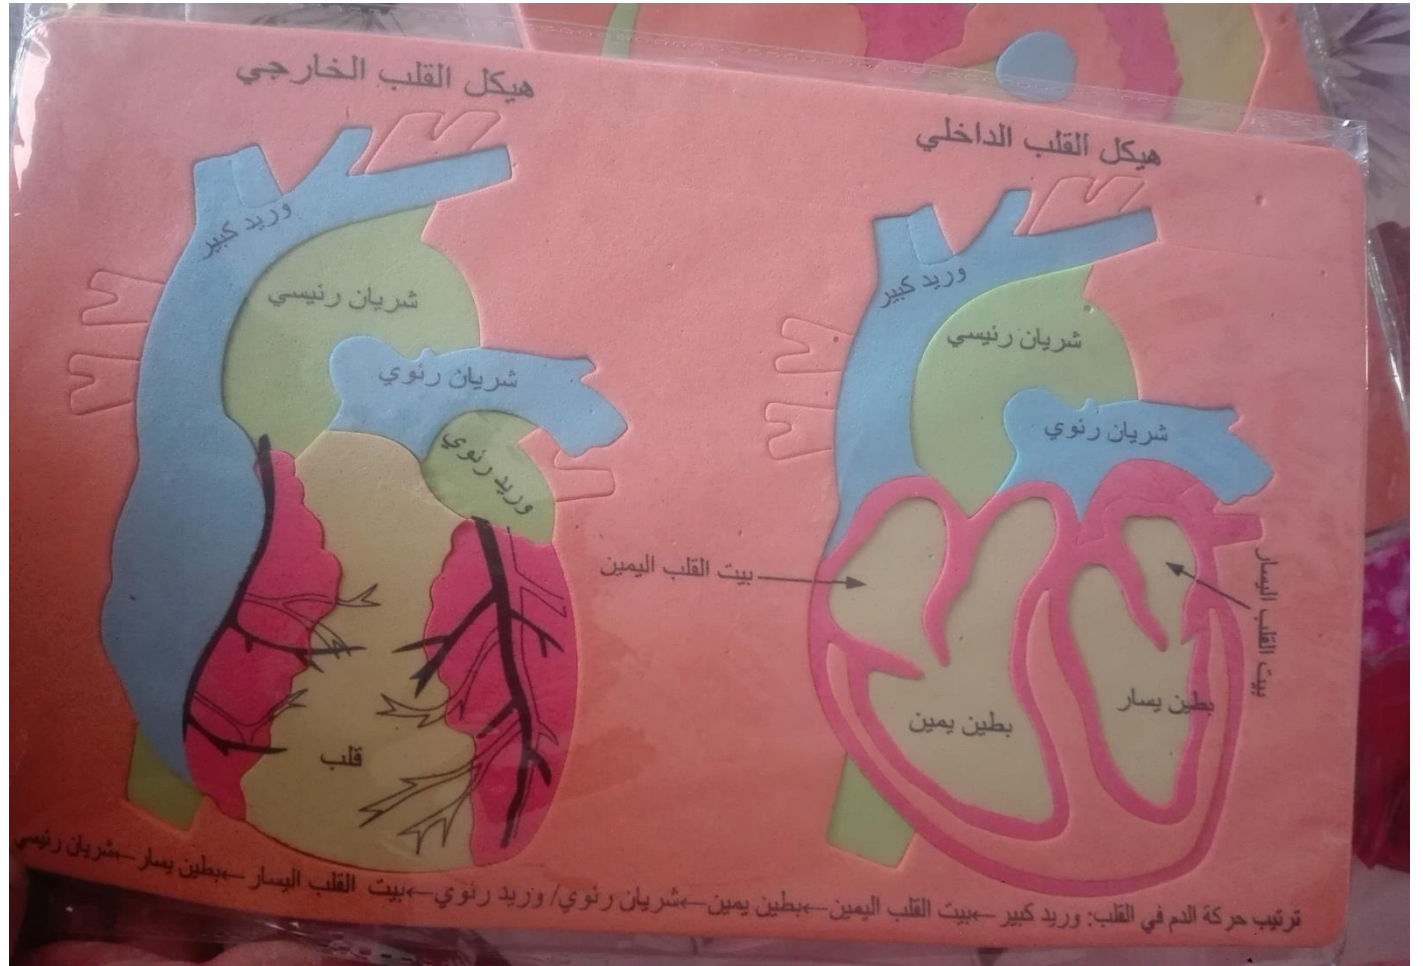 هيكل القلب الخارجي
وريد كبير
شريان رئيسي
شريان رئوي
وريد رئوي
قلب
هيكل القلب الداخلي
وريد كبير
شريان رئيسي
شريان رئوي
بيت القلب اليمين
بيت القلب اليسار
بطين يمين
بطين يسار
ترتيب حركة الدم في القلب: وريد كبير ←بيت القلب اليمين←بطين يمين←شريان رئوي/ وريد رئوي←بيت القلب اليسار ←بطين يسار ←شريان رئيسي